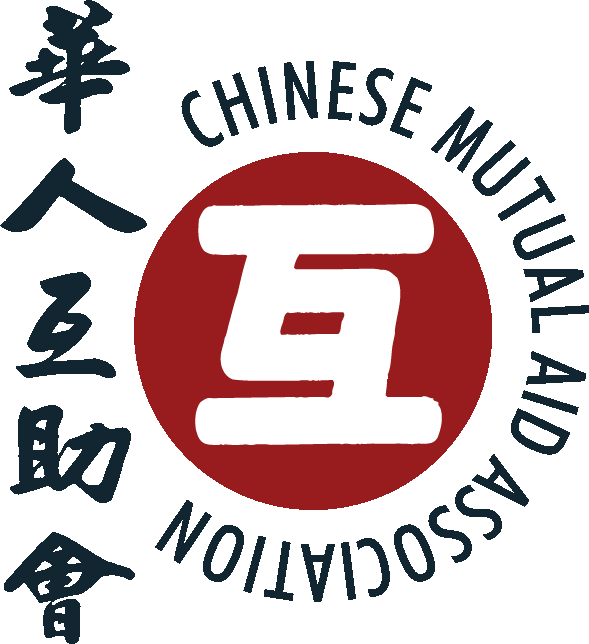 華人互助會
CHINESE MUTUAL AID ASSOCIATION
互